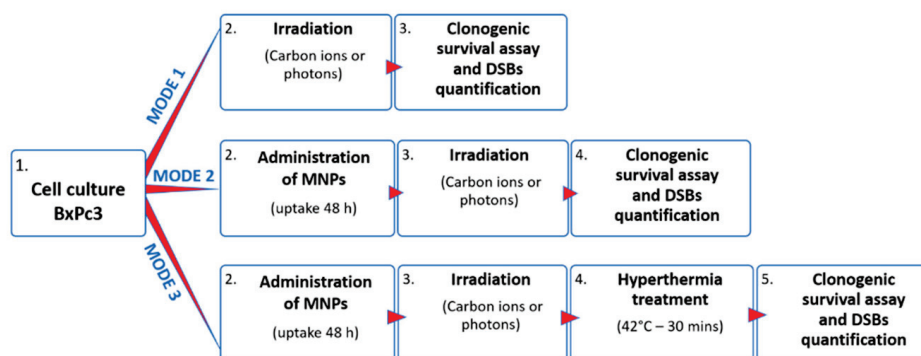 1.
Cell culture
BxPc3
MODE 1
2.
Irradiation
(Carbon ions or
photons)
3.
Clonogenic
survival assay
and DSBs
quantification
MODE 2
2.
Administration
of MNPs
(uptake 48 h)
3.
Irradiation
(Carbon ions or
photons)
4.
Clonogenic
survival assay
and DSBs
quantification
MODE 3
2.
Administration
of MNPs
(uptake 48 h)
3.
Irradiation
(Carbon ions or
photons)
4.
Hyperthermia
treatment
(42°C – 30 mins)
5.
Clonogenic
survival assay
and DSBs
quantification